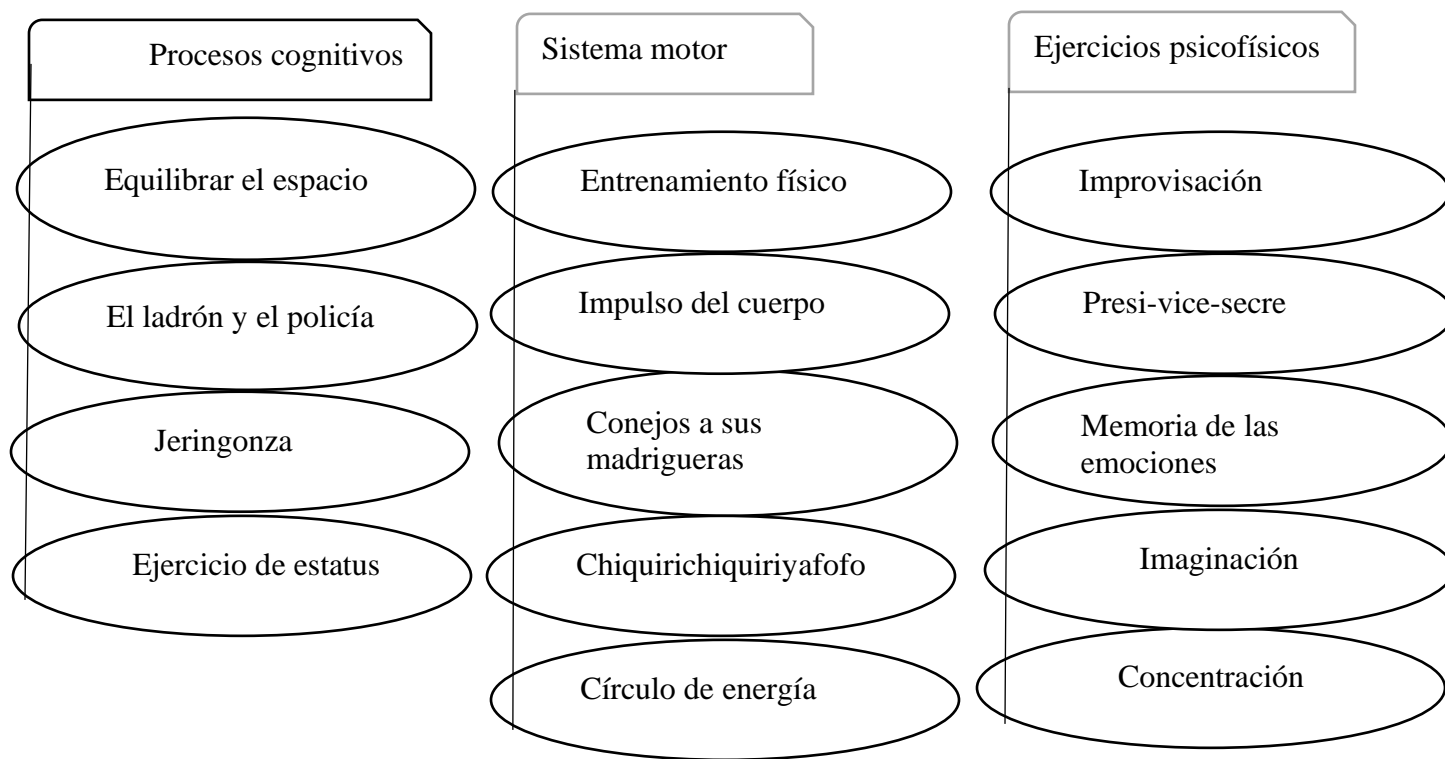 Procesos cognitivos
Equilibrar el espacio
El ladrón y el policía
Jeringonza
Ejercicio de estatus
Sistema motor
Entrenamiento físico
Impulso del cuerpo
Conejos a sus
madrigueras
Chiquirichiquiriyafofo
Círculo de energía
Ejercicios psicofísicos
Improvisación
Presi-vice-secre
Memoria de las
emociones
Imaginación
Concentración